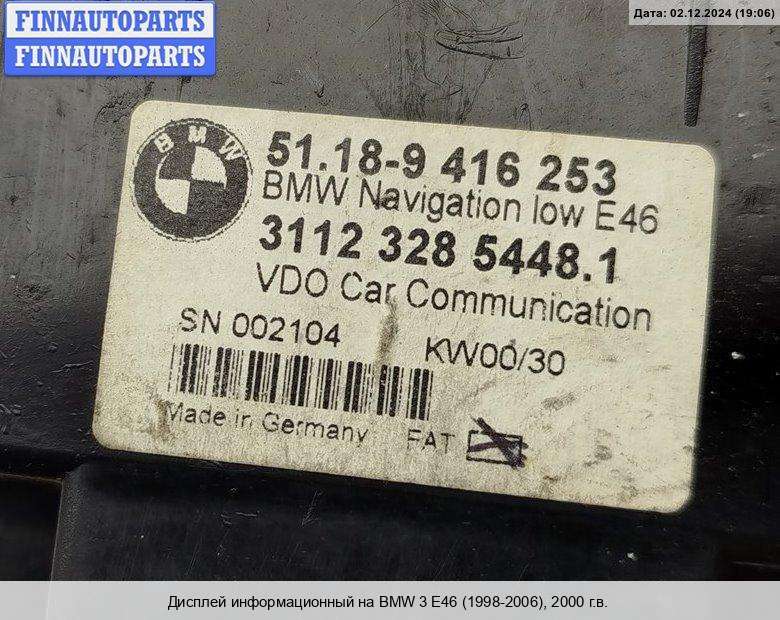 FINNAUTOPARTS
FINNAUTOPARTS
Дата: 02.12.2024 (19:06)
BMW
51.18-9 416 253
BMW Navigation low E46
3112 328 5448.1
VDO Car Communication
SN 002104
KW00/30
Made in Germany
FAT
Дисплей информационный на BMW 3 E46 (1998-2006), 2000 г.в.